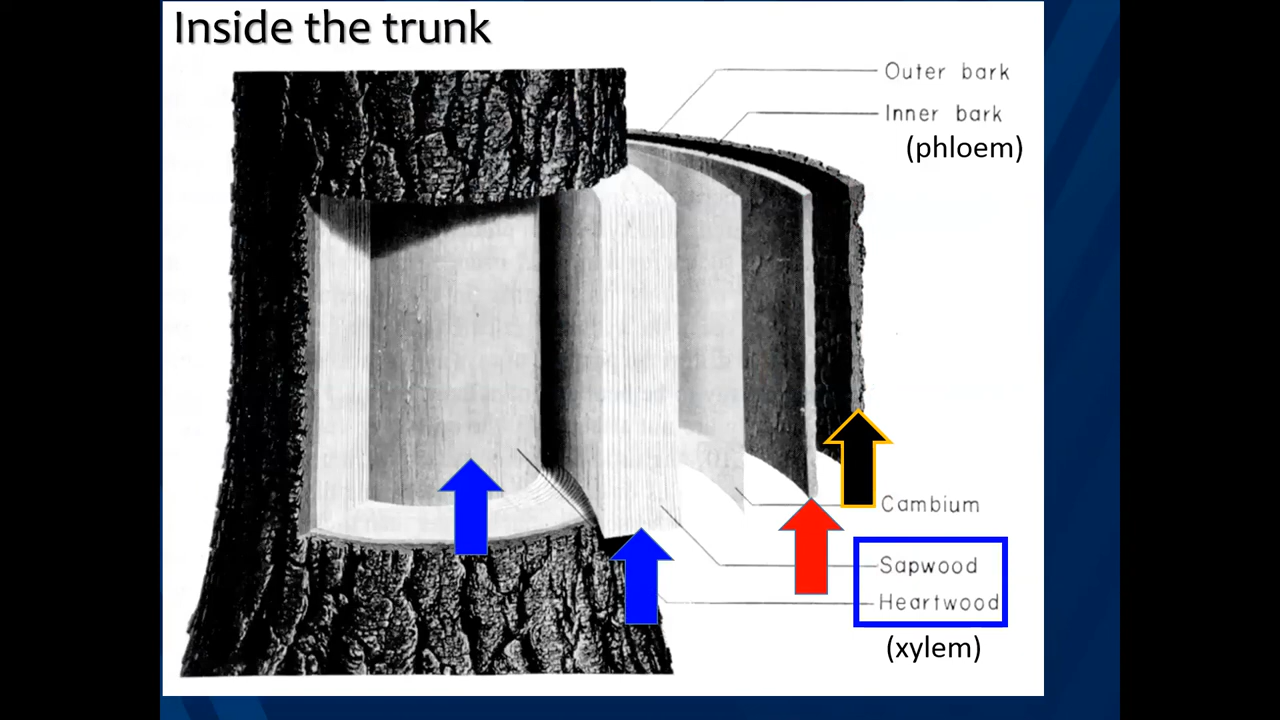 Inside the trunk
Outer bark
Inner bark
(phloem)
Cambium
Sapwood
Heartwood
(xylem)